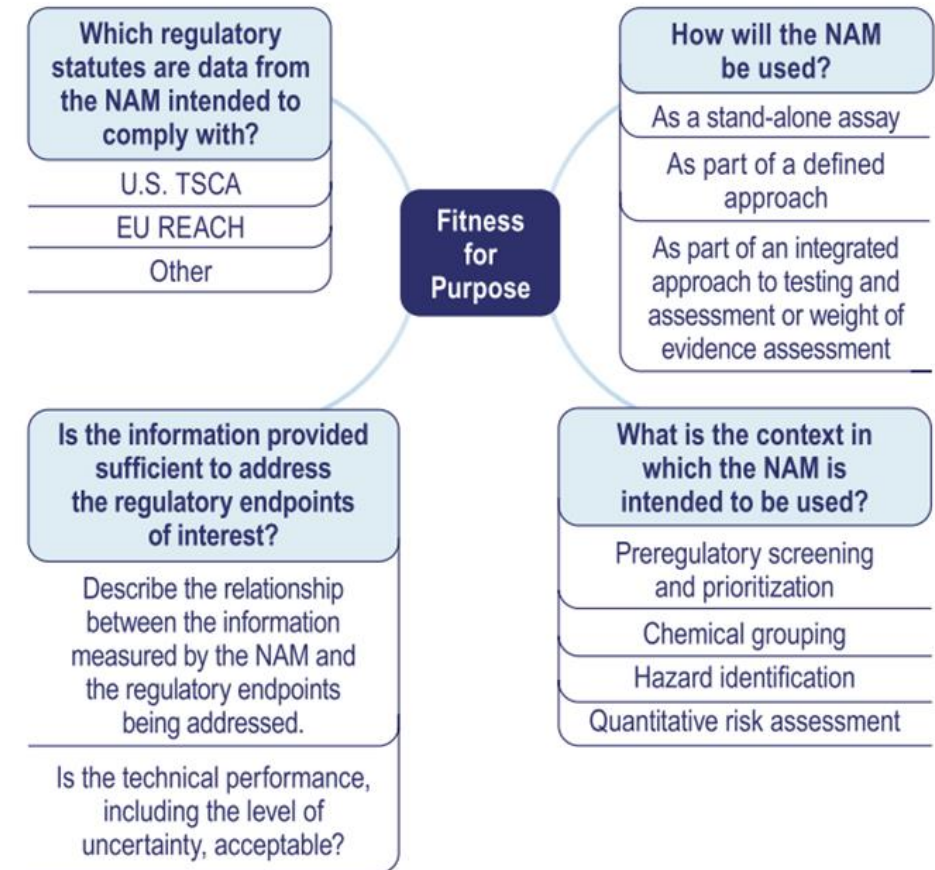 Which regulatory
statutes are data from
the NAM intended to
comply with?
U.S. TSCA
EU REACH
Other
How will the NAM
be used?
As a stand-alone assay
As part of a defined
approach
As part of an integrated
approach to testing and
assessment or weight of
evidence assessment
Fitness
for
Purpose
Is the information provided
sufficient to address
the regulatory endpoints
of interest?
Describe the relationship
between the information
measured by the NAM and
the regulatory endpoints
being addressed.
Is the technical performance,
including the level of
uncertainty, acceptable?
What is the context in
which the NAM is
intended to be used?
Preregulatory screening
and prioritization
Chemical grouping
Hazard identification
Quantitative risk assessment